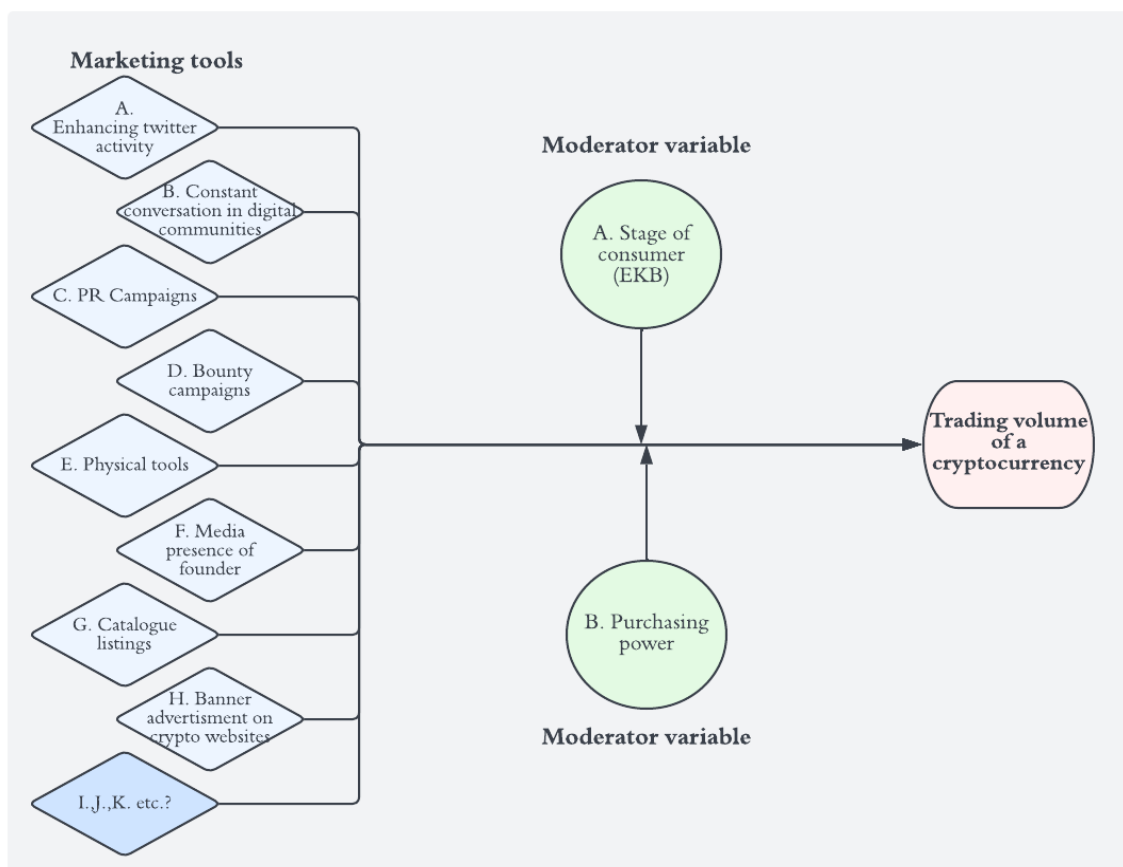 Marketing tools
A.
Enhancing twitter
activity
B. Constant
conversation in digital
communities
C. PR Campaigns
D. Bounty
campaigns
E. Physical tools
F. Media
presence of
founder
G. Catalogue
listings
H. Banner
advertisment on
crypto websites
I.,J.,K. etc.?
Moderator variable
A. Stage of
consumer
(EKB)
B. Purchasing
power
Moderator variable
Trading volume
of a
cryptocurrency